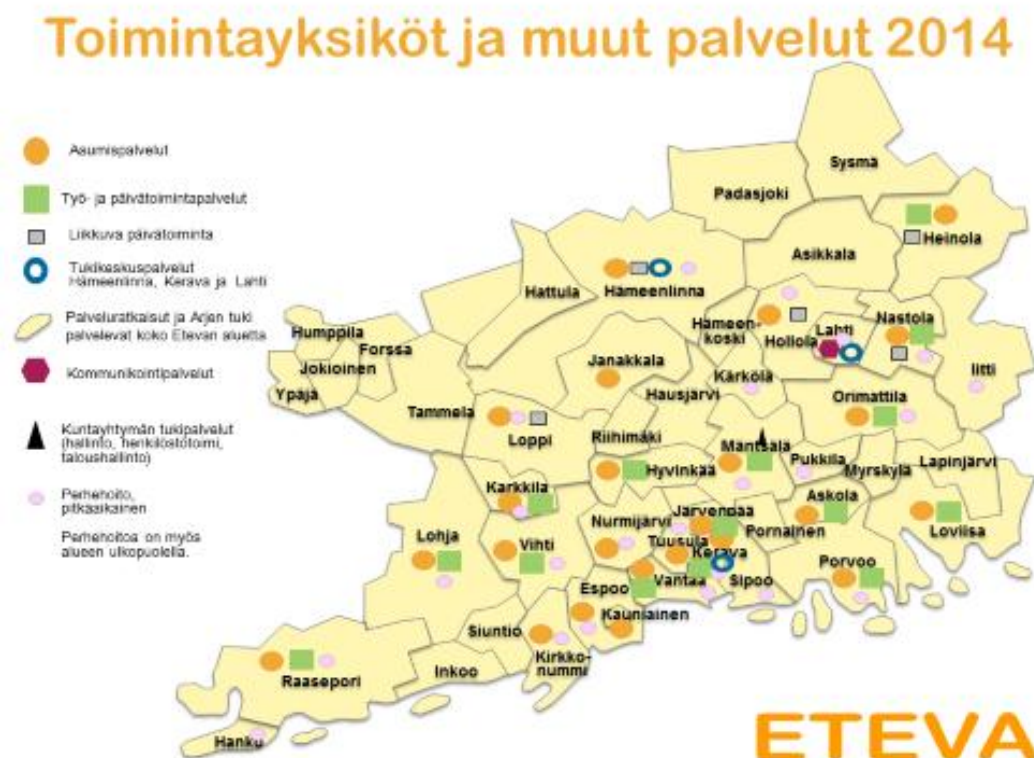 Toimintayksiköt ja muut palvelut 2014
Asumispalvelut
Työ- ja päivätoimintapalvelut
Liikkuva päivätoiminta
Tukikeskuspalvelut
Hämeenlinna, Kerava ja Lahti
Palveluratkaisut ja Arjen tuki
palvelevat koko Etevan aluetta
Kommunikointipalvelut
Kuntayhtymän tukipalvelut
(hallinto, henkilöstötoimi,
taloushallinto)
Perhehoito,
pitkäaikainen
Perhehoitoa on myös
alueen ulkopuolella.
Sysmä
Padasjoki
Heinola
Asikkala
Hattula
Hämeenlinna
Hämeen-
koski
Hollola
Lahti
Nastola
Humppila
Forssa
Jokioinen
Ypäjä
Janakkala
Kärkölä
Iitti
Hausjärvi
Orimattila
Tammela
Loppi
Riihimäki
Mäntsälä
Hyvinkää
Pukkila
Myrskylä
Lapinjärvi
Karkkila
Askola
Järvenpää
Nurmijärvi
Pornainen
Loviisa
Lohja
Vihti
Tuusula
Kerava
Porvoo
Espoo
Vantaa
Sipoo
Kauniainen
Siuntio
Kirkko-
nummi
Inkoo
Raasepori
Hanku
ETEVA